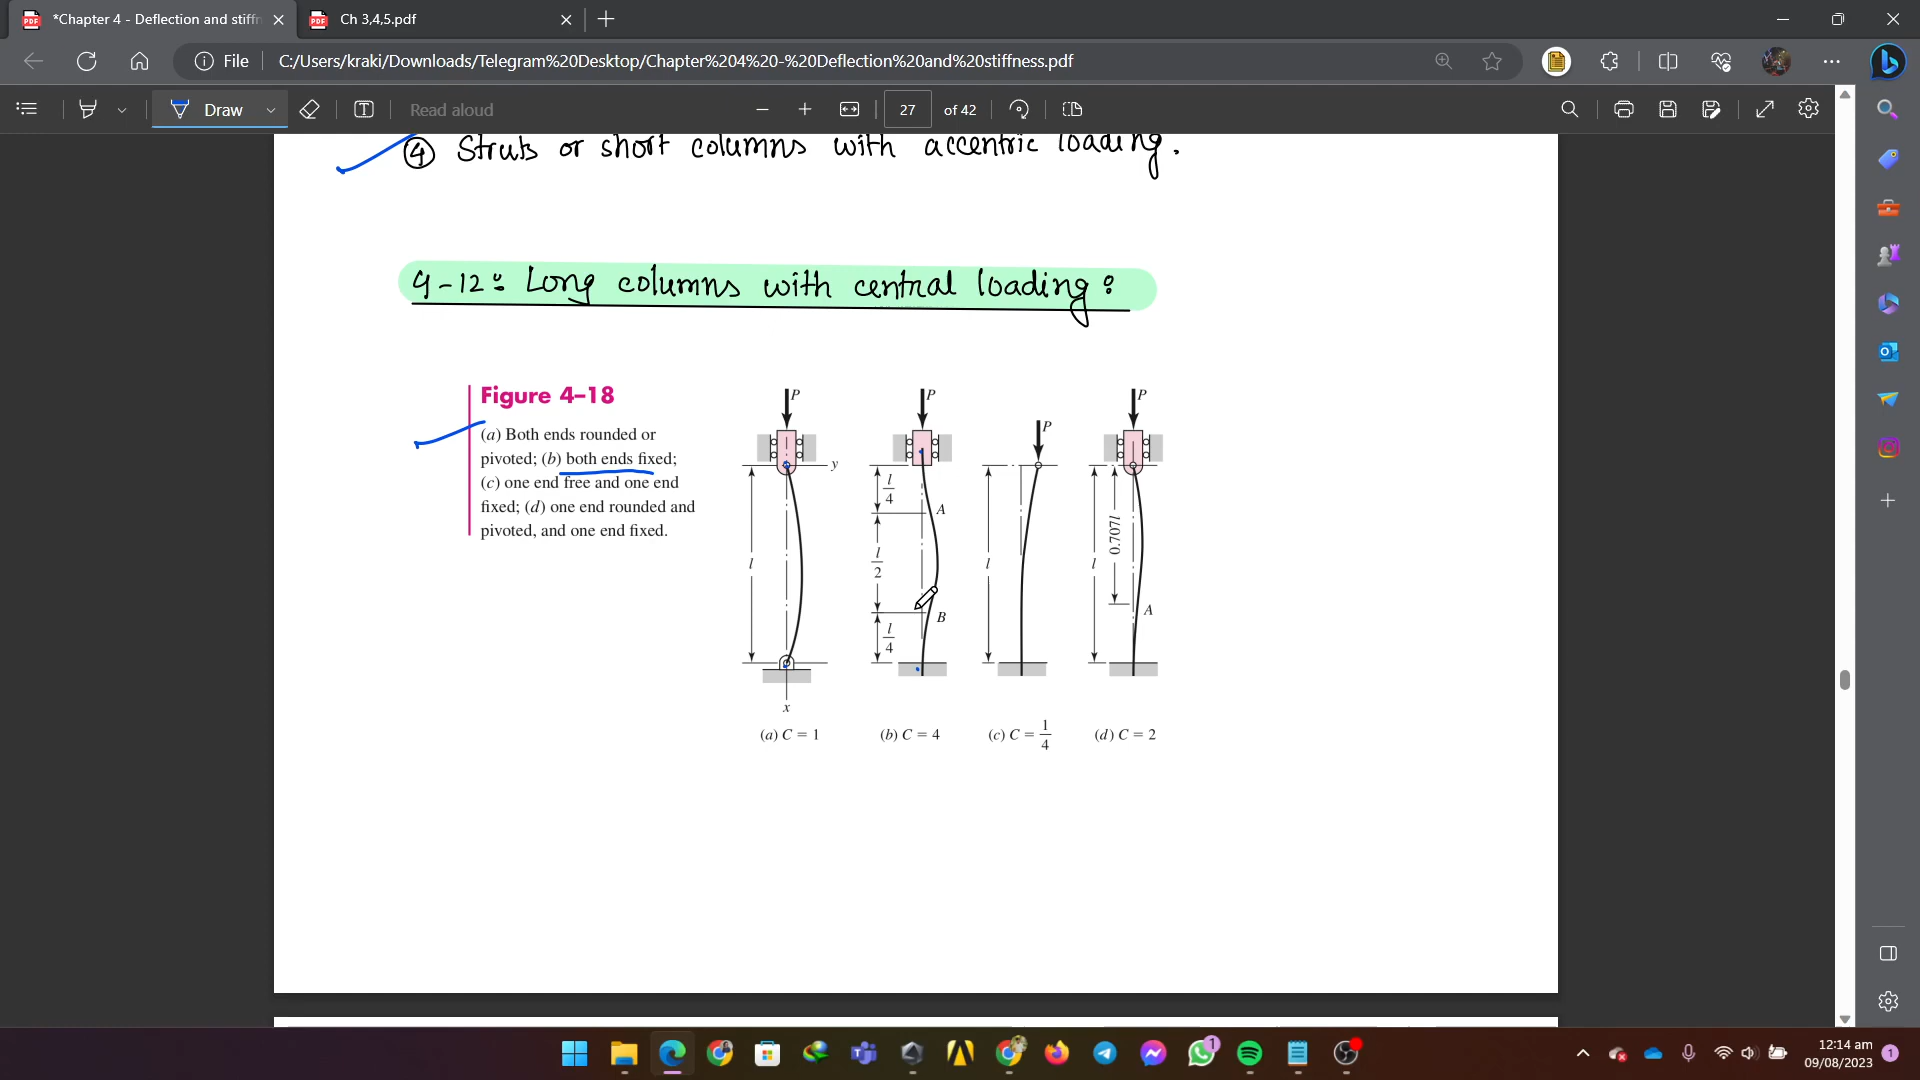 *Chapter 4 - Deflection and stiffn
Ch 3,4,5.pdf
File
C:/Users/kraki/Downloads/Telegram%20Desktop/Chapter%204%20-%20Deflection%20and%20stiffness.pdf
Draw
Read aloud
27
of 42
④ Struts or short columns with accentric loading.
4-12: Long columns with central loading:
Figure 4–18
(a) Both ends rounded or
pivoted; (b) both ends fixed;
(c) one end free and one end
fixed; (d) one end rounded and
pivoted, and one end fixed.
P
P
P
P
y
l/4
A
l
l/2
l
l
0.707l
B
A
l/4
x
(a) C = 1
(b) C = 4
(c) C = 1/4
(d) C = 2
12:14 am
09/08/2023
1
1